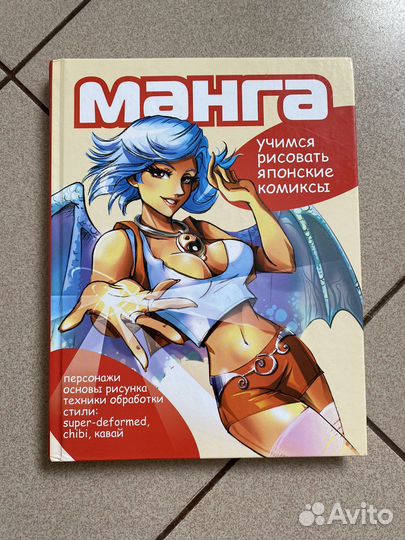 манга
учимся
рисовать
японские
комиксы
персонажи
основы рисунка
техники обработки
стили:
super-deformed,
chibi, кавай
Avito